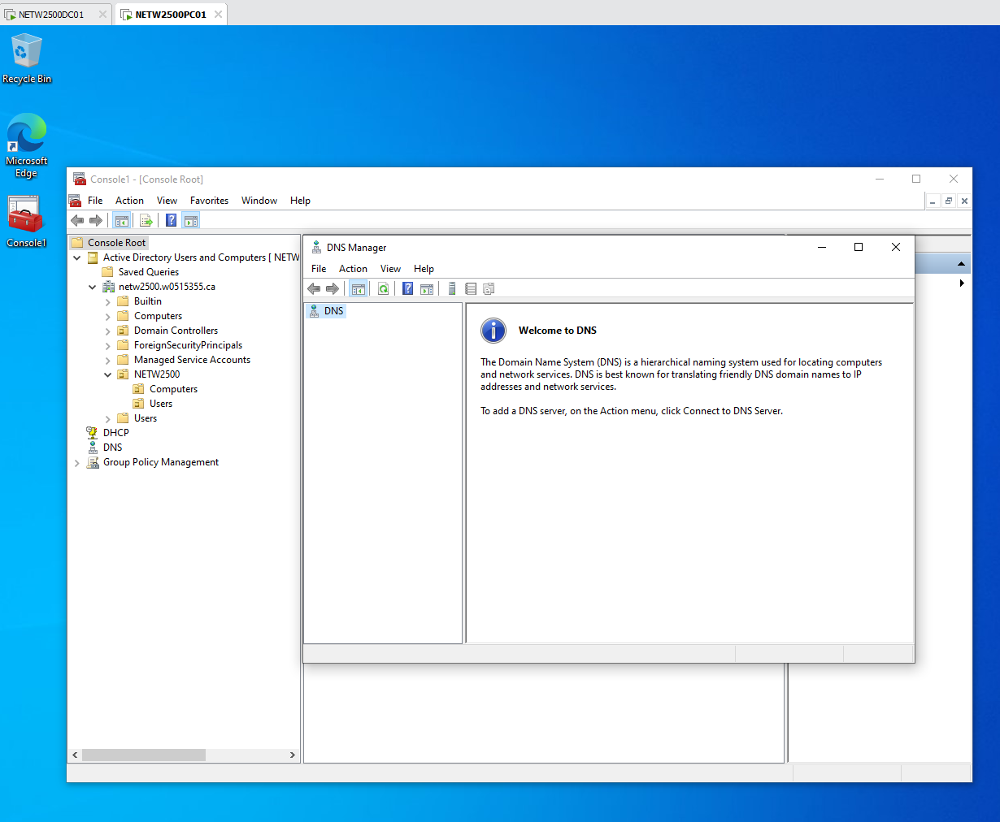 NETW2500DC01
NETW2500PC01
Recycle Bin
Microsoft
Edge
Console1
Console1 - [Console Root]
File Action View Favorites Window Help
Console Root
Active Directory Users and Computers [ NETW
Saved Queries
netw2500.w0515355.ca
Builtin
Computers
Domain Controllers
ForeignSecurityPrincipals
Managed Service Accounts
NETW2500
Computers
Users
Users
DHCP
DNS
Group Policy Management
DNS Manager
File Action View Help
DNS
Welcome to DNS
The Domain Name System (DNS) is a hierarchical naming system used for locating computers
and network services. DNS is best known for translating friendly DNS domain names to IP
addresses and network services.
To add a DNS server, on the Action menu, click Connect to DNS Server.